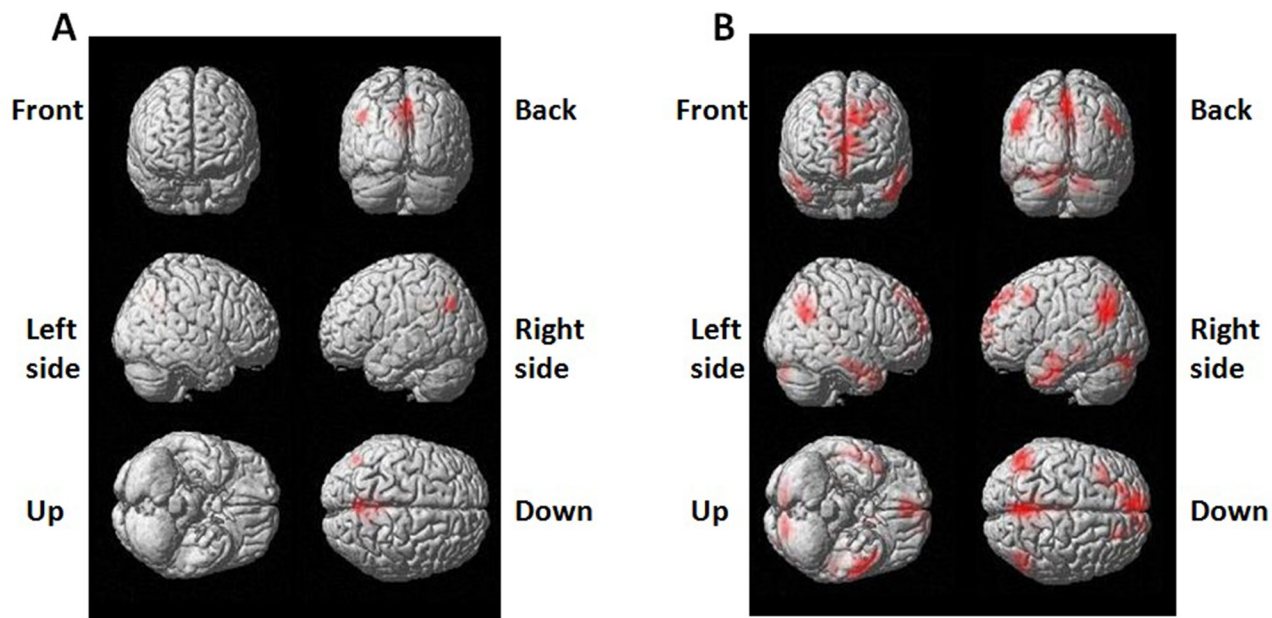 A
B
Front
Back
Front
Back
Left
side
Right
side
Left
side
Right
side
Up
Down
Up
Down